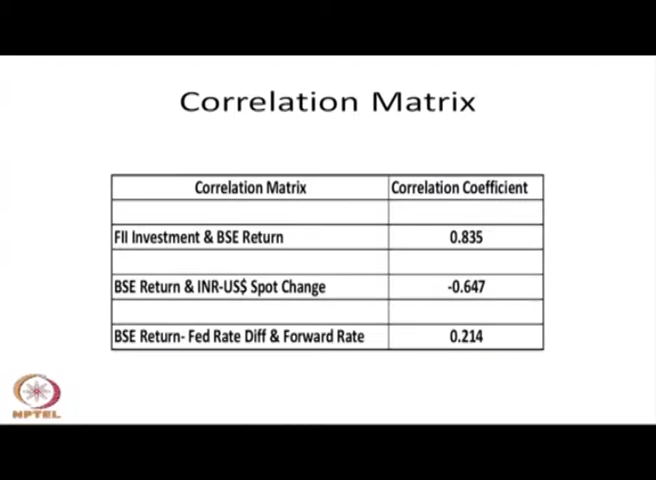 Correlation Matrix
Correlation Matrix Correlation Coefficient
FII Investment & BSE Return 0.835
BSE Return & INR-US$ Spot Change -0.647
BSE Return- Fed Rate Diff & Forward Rate 0.214
NPTEL